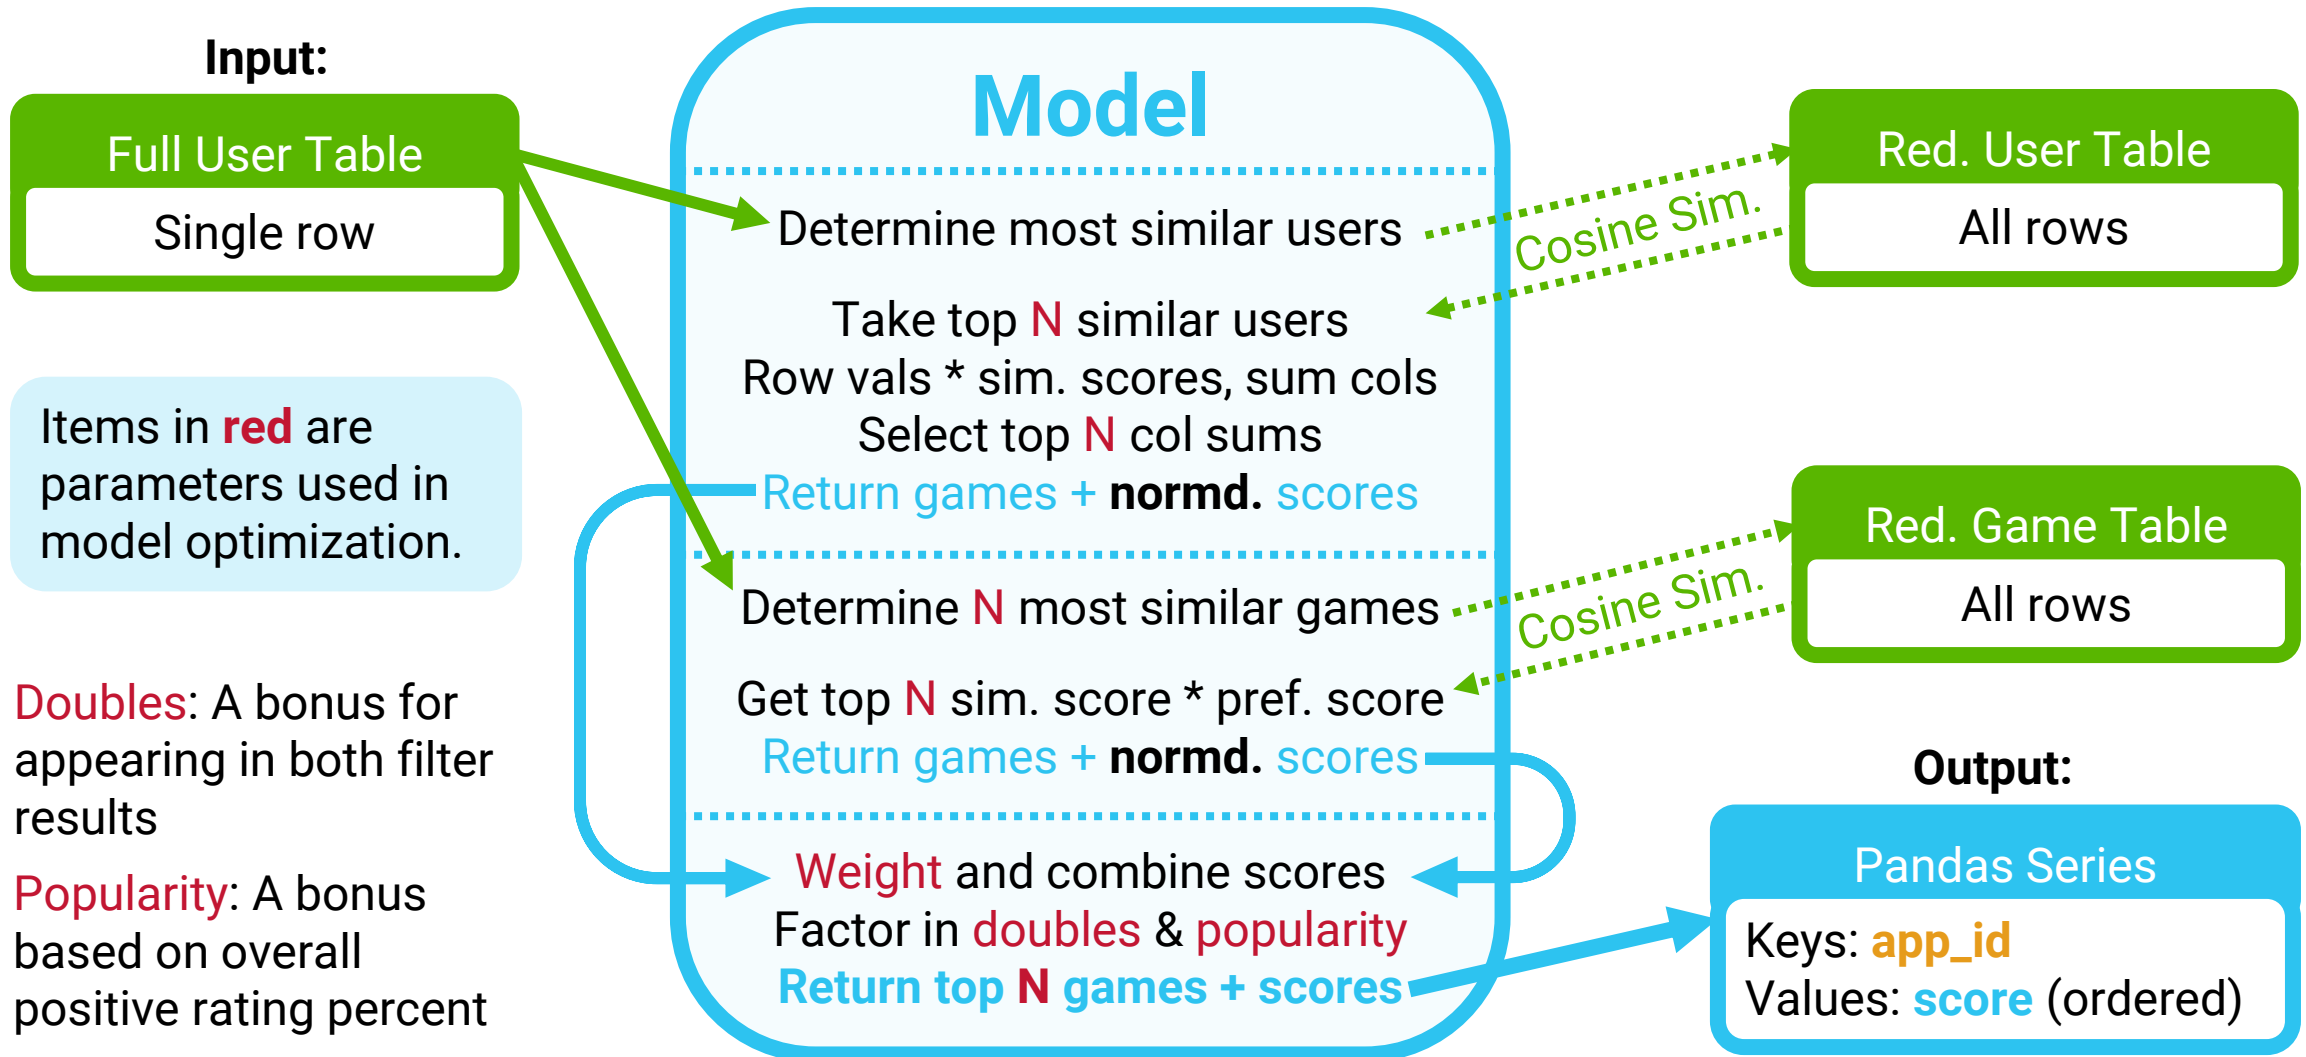 Input:
Full User Table
Single row
Items in red are
parameters used in
model optimization.
Doubles: A bonus for
appearing in both filter
results
Popularity: A bonus
based on overall
positive rating percent
Model
Determine most similar users
Take top N similar users
Row vals * sim. scores, sum cols
Select top N col sums
Return games + normd. scores
Determine N most similar games
Get top N sim. score * pref. score
Return games + normd. scores
Weight and combine scores
Factor in doubles & popularity
Return top N games + scores
Cosine Sim.
Red. User Table
All rows
Cosine Sim.
Red. Game Table
All rows
Output:
Pandas Series
Keys: app_id
Values: score (ordered)